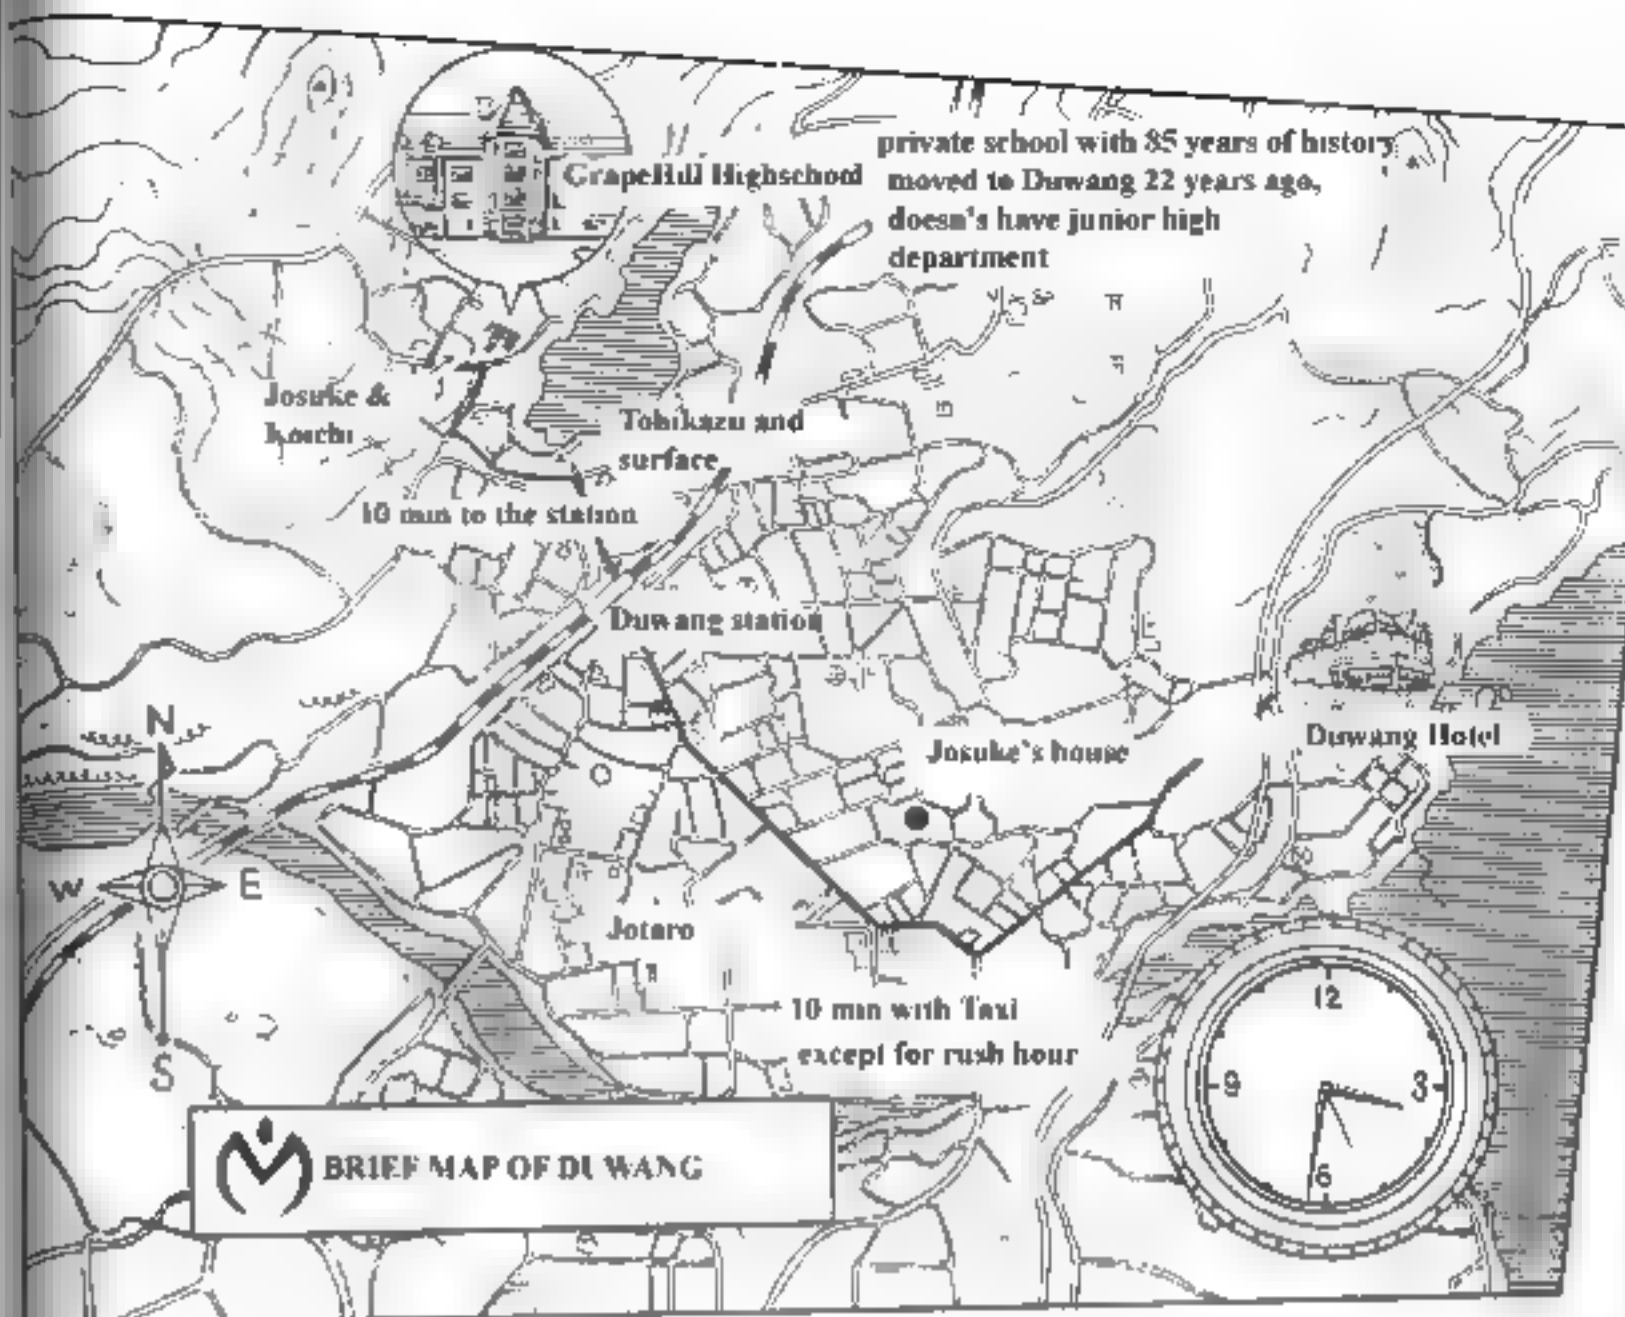 private school with 85 years of history
GrapeHill Highschool
moved to Duwang 22 years ago,
doesn's have junior high
department
Josuke &
Koichi
Tohikazu and
surface
10 min to the station
Duwang station
N
W
E
S
Josuke's house
Duwang Hotel
Jotaro
10 min with Taxi
except for rush hour
12
9
3
6
BRIEF MAP OF DUWANG